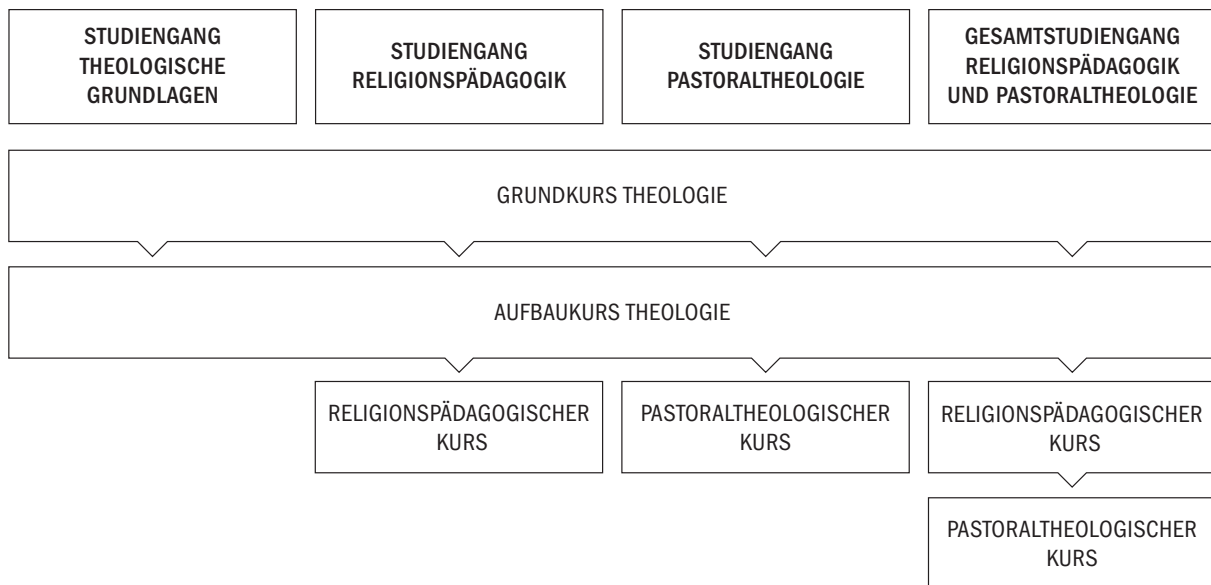 STUDIENGANG
THEOLOGISCHE
GRUNDLAGEN
STUDIENGANG
RELIGIONSPÄDAGOGIK
STUDIENGANG
PASTORALTHEOLOGIE
GESAMTSTUDIENGANG
RELIGIONSPÄDAGOGIK
UND PASTORALTHEOLOGIE
GRUNDKURS THEOLOGIE
AUFBAUKURS THEOLOGIE
RELIGIONSPÄDAGOGISCHER
KURS
PASTORALTHEOLOGISCHER
KURS
RELIGIONSPÄDAGOGISCHER
KURS
PASTORALTHEOLOGISCHER
KURS